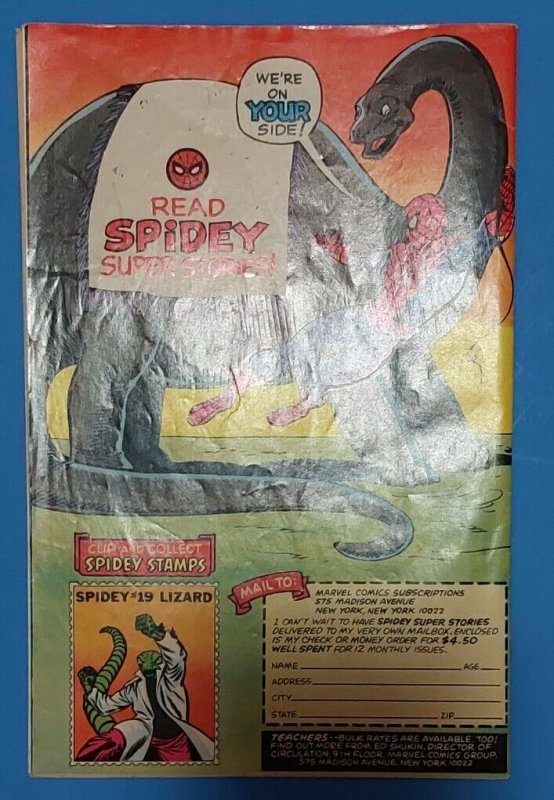 WE'RE
ON
YOUR
SIDE!
READ
SPIDEY
SUPER STORIES!
CLIP AND COLLECT
SPIDEY STAMPS
SPIDEY #19 LIZARD
MAIL TO:
MARVEL COMICS SUBSCRIPTIONS
575 MADISON AVENUE
NEW YORK, NEW YORK 10022
I CAN'T WAIT TO HAVE SPIDEY SUPER STORIES
DELIVERED TO MY VERY OWN MAILBOX. ENCLOSED
IS MY CHECK OR MONEY ORDER FOR $4.50
WELL SPENT FOR 12 MONTHLY ISSUES.
NAME AGE
ADDRESS
CITY
STATE ZIP
TEACHERS--BULK RATES ARE AVAILABLE, TOO!
FIND OUT MORE FROM ED SHUKIN, DIRECTOR OF
CIRCULATION, 9TH FLOOR, MARVEL COMICS GROUP,
575 MADISON AVENUE, NEW YORK 10022